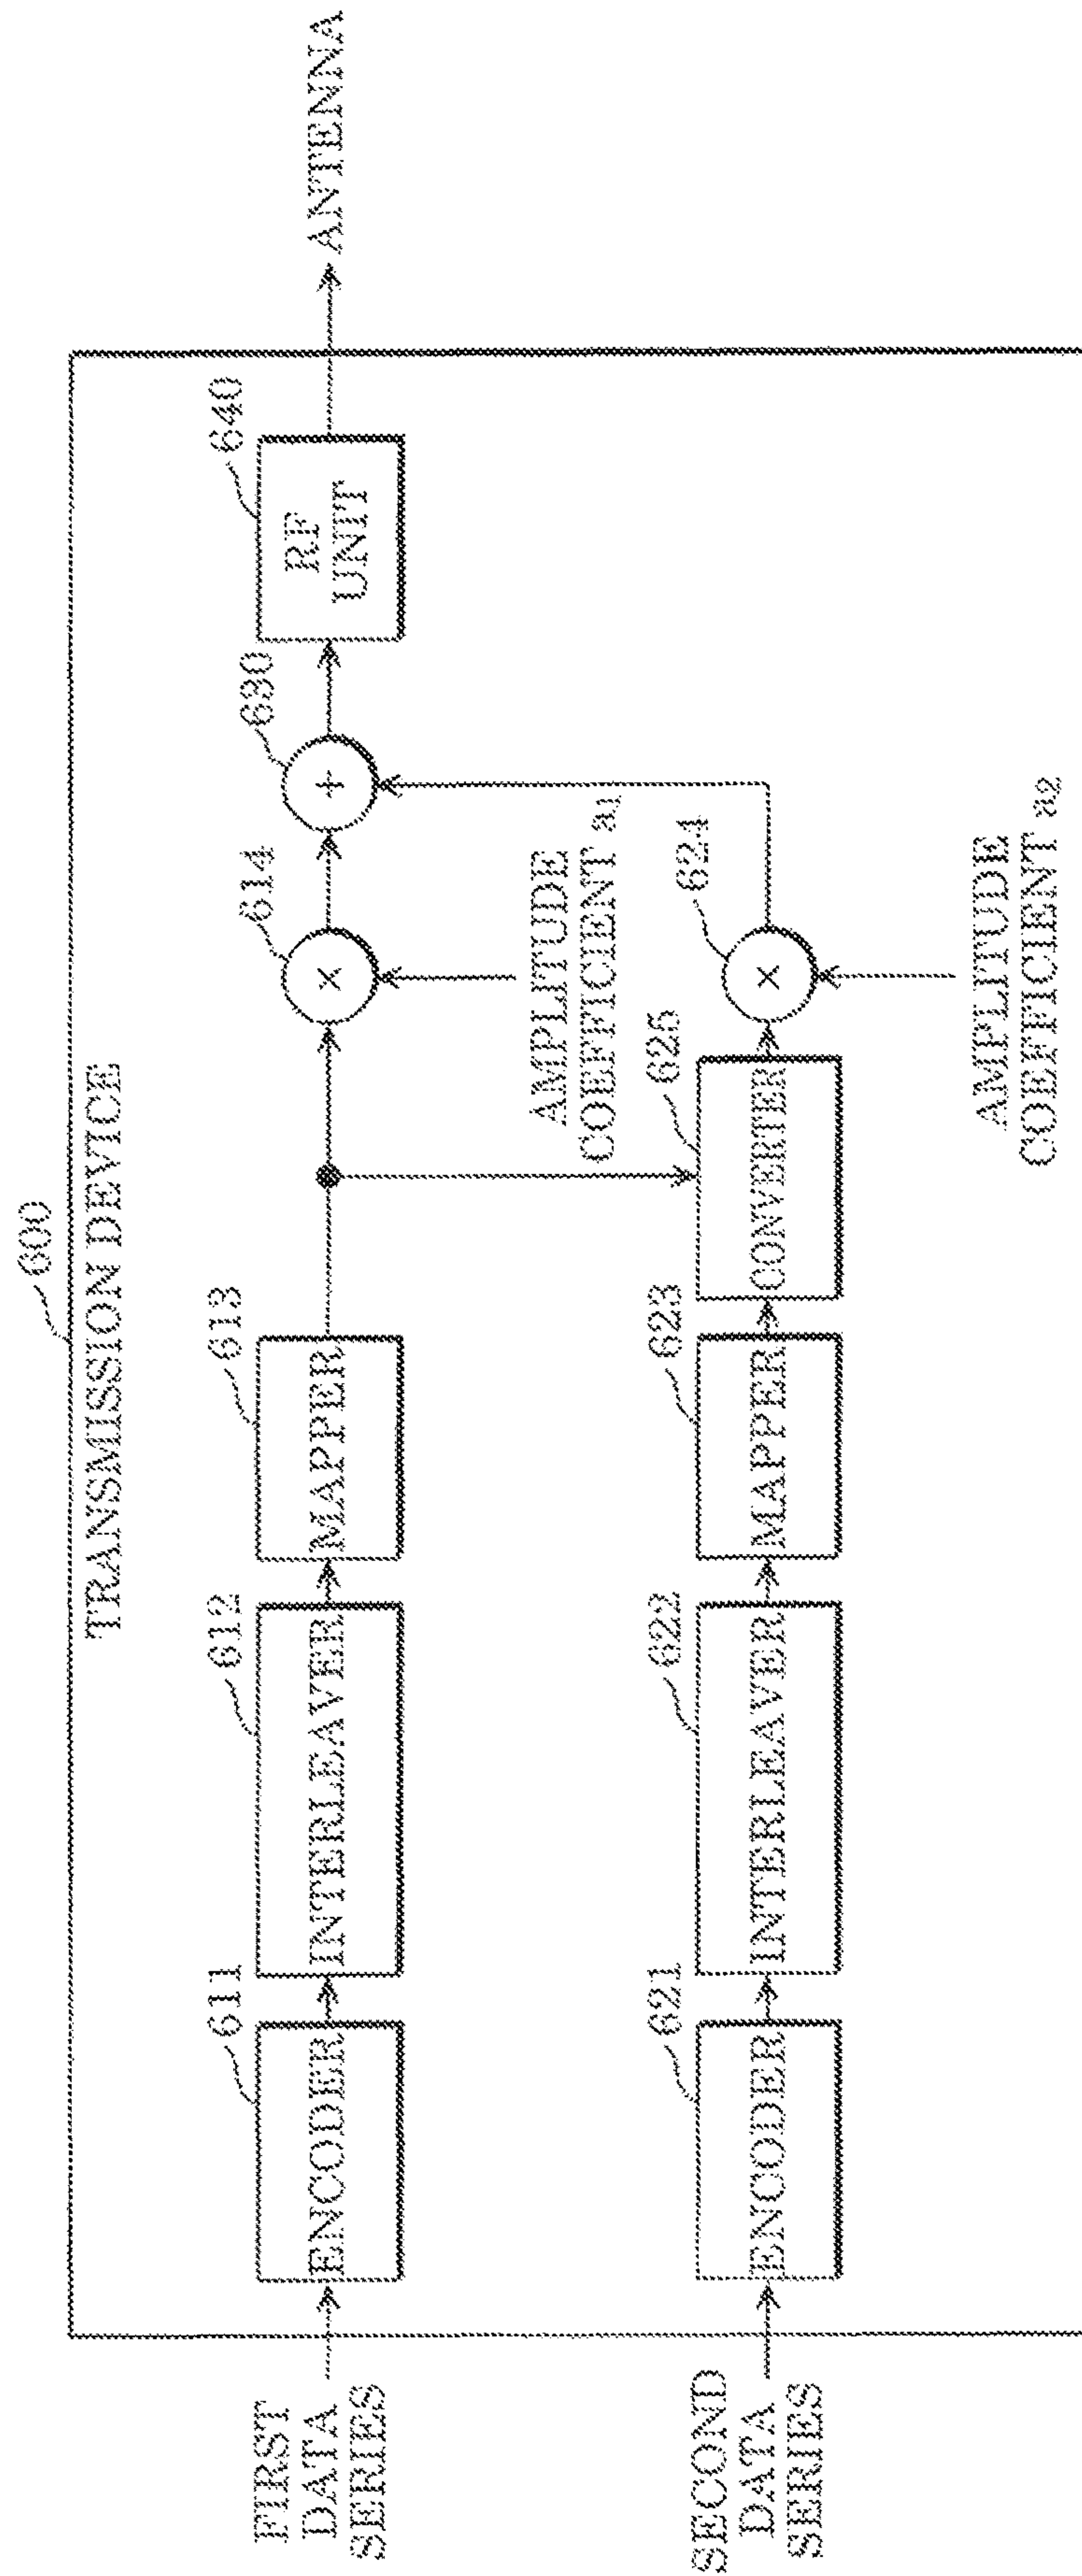 600
TRANSMISSION DEVICE
FIRST
DATA
SERIES
611
ENCODER
612
INTERLEAVER
613
MAPPER
614
×
AMPLITUDE
COEFFICIENT a1
630
+
640
RF
UNIT
ANTENNA
SECOND
DATA
SERIES
621
ENCODER
622
INTERLEAVER
623
MAPPER
625
CONVERTER
624
×
AMPLITUDE
COEFFICIENT a2